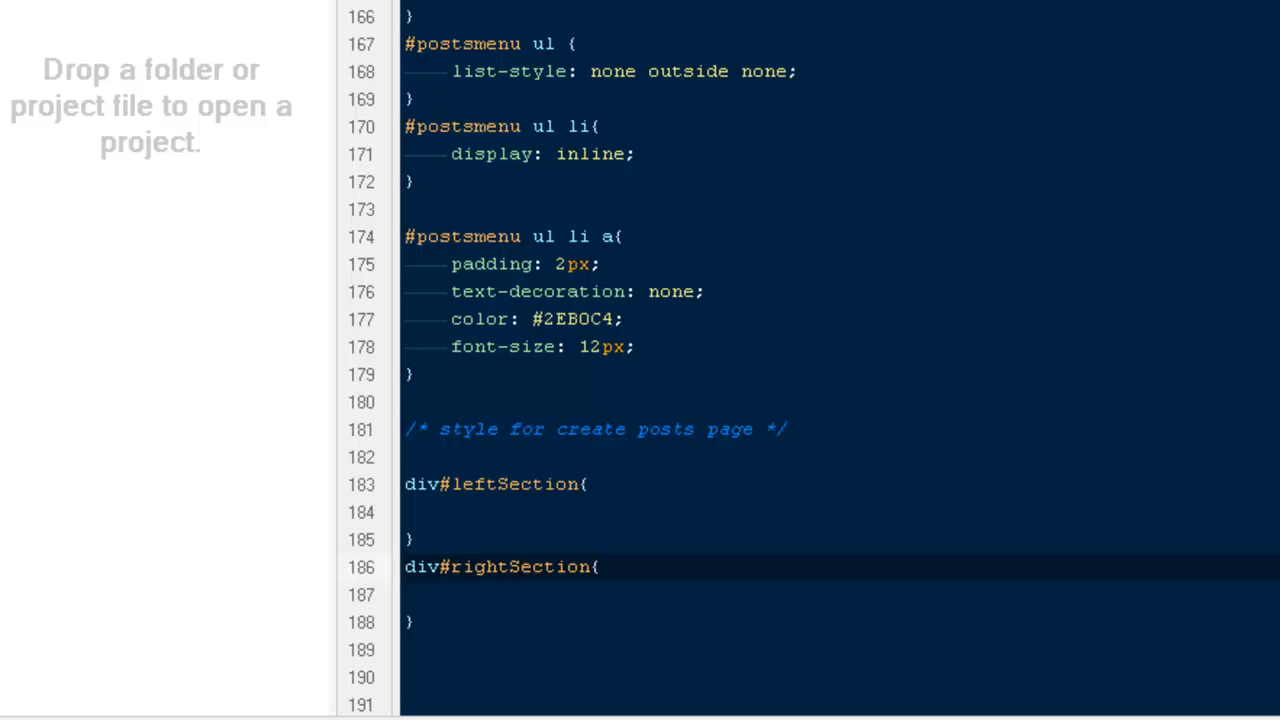 Drop a folder or
project file to open a
project.
166 }
167 #postsmenu ul {
168 list-style: none outside none;
169 }
170 #postsmenu ul li{
171 display: inline;
172 }
173
174 #postsmenu ul li a{
175 padding: 2px;
176 text-decoration: none;
177 color: #2EB0C4;
178 font-size: 12px;
179 }
180
181 /* style for create posts page */
182
183 div#leftSection{
184
185 }
186 div#rightSection{
187
188 }
189
190
191